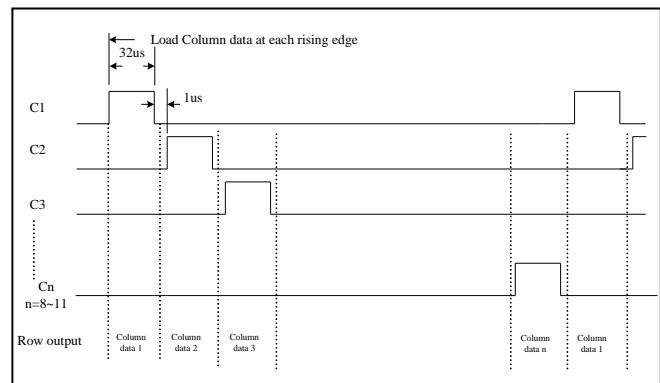 Load Column data at each rising edge
32us
1us
C1
C2
C3
Cn
n=8~11
Row output
Column data 1
Column data 2
Column data 3
Column data n
Column data 1